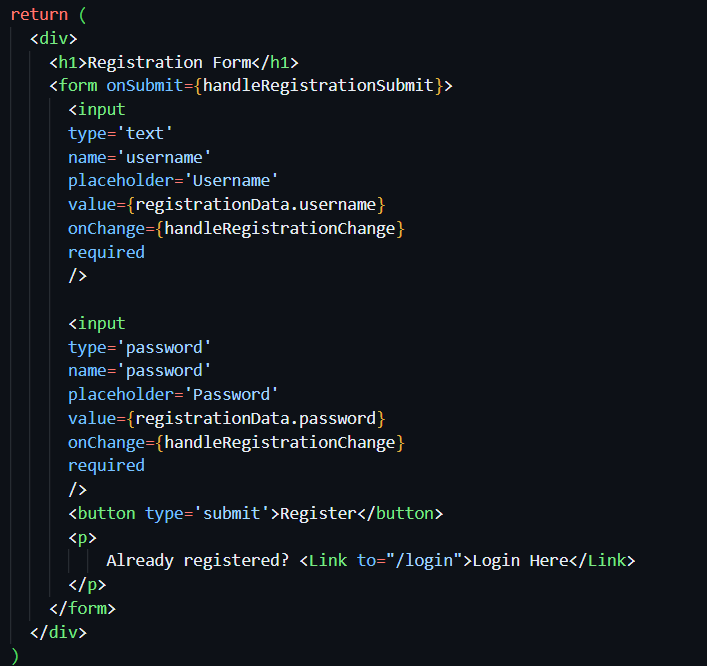 return (
<div>
<h1>Registration Form</h1>
<form onSubmit={handleRegistrationSubmit}>
<input
type='text'
name='username'
placeholder='Username'
value={registrationData.username}
onChange={handleRegistrationChange}
required
/>
<input
type='password'
name='password'
placeholder='Password'
value={registrationData.password}
onChange={handleRegistrationChange}
required
/>
<button type='submit'>Register</button>
<p>
Already registered? <Link to="/login">Login Here</Link>
</p>
</form>
</div>
)